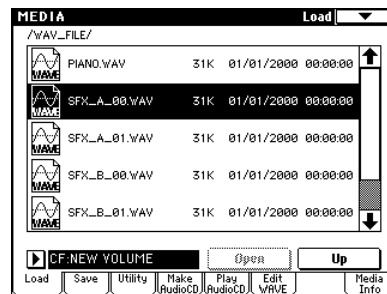 MEDIA Load
/WAV_FILE/
WAVE PIANO.WAV 31K 01/01/2000 00:00:00
WAVE SFX_A_00.WAV 31K 01/01/2000 00:00:00
WAVE SFX_A_01.WAV 31K 01/01/2000 00:00:00
WAVE SFX_B_00.WAV 31K 01/01/2000 00:00:00
WAVE SFX_B_01.WAV 31K 01/01/2000 00:00:00
CF:NEW VOLUME Open Up
Load Save Utility Make AudioCD Play AudioCD Edit WAVE Media Info